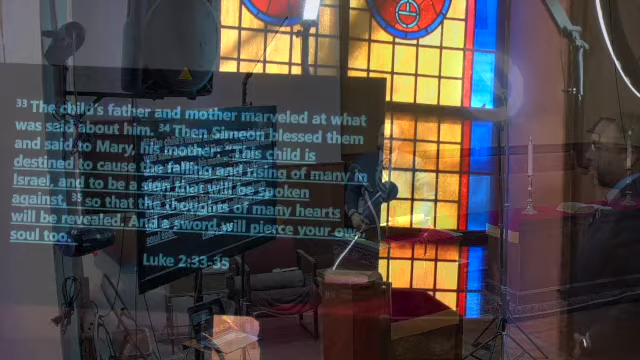 ³³ The child's father and mother marveled at what
was said about him. ³⁴ Then Simeon blessed them
and said to Mary, his mother: "This child is
destined to cause the falling and rising of many in
Israel, and to be a sign that will be spoken
against, ³⁵ so that the thoughts of many hearts
will be revealed. And a sword will pierce your own
soul too.
Luke 2:33-35